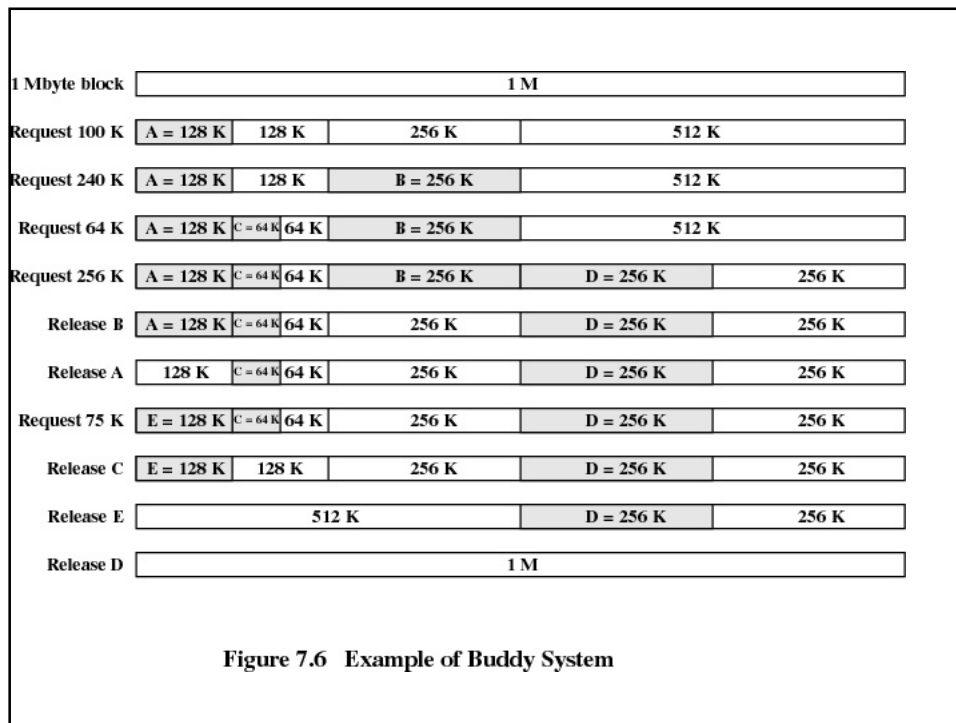 1 Mbyte block 1 M
Request 100 K A = 128 K 128 K 256 K 512 K
Request 240 K A = 128 K 128 K B = 256 K 512 K
Request 64 K A = 128 K C = 64 K 64 K B = 256 K 512 K
Request 256 K A = 128 K C = 64 K 64 K B = 256 K D = 256 K 256 K
Release B A = 128 K C = 64 K 64 K 256 K D = 256 K 256 K
Release A 128 K C = 64 K 64 K 256 K D = 256 K 256 K
Request 75 K E = 128 K C = 64 K 64 K 256 K D = 256 K 256 K
Release C E = 128 K 128 K 256 K D = 256 K 256 K
Release E 512 K D = 256 K 256 K
Release D 1 M
Figure 7.6 Example of Buddy System